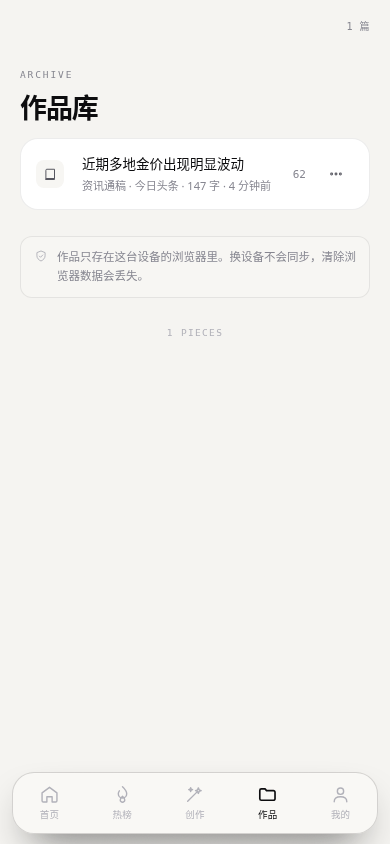 1 篇
ARCHIVE
作品库
近期多地金价出现明显波动
资讯通稿 · 今日头条 · 147 字 · 4 分钟前
62
作品只存在这台设备的浏览器里。换设备不会同步，清除浏
览器数据会丢失。
1 PIECES
首页
热榜
创作
作品
我的